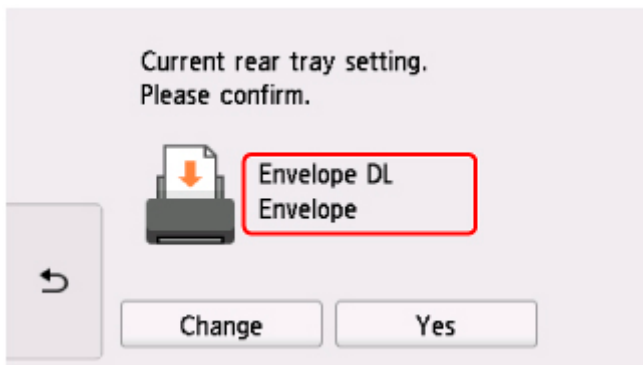 Current rear tray setting.
Please confirm.
Envelope DL
Envelope
Change
Yes